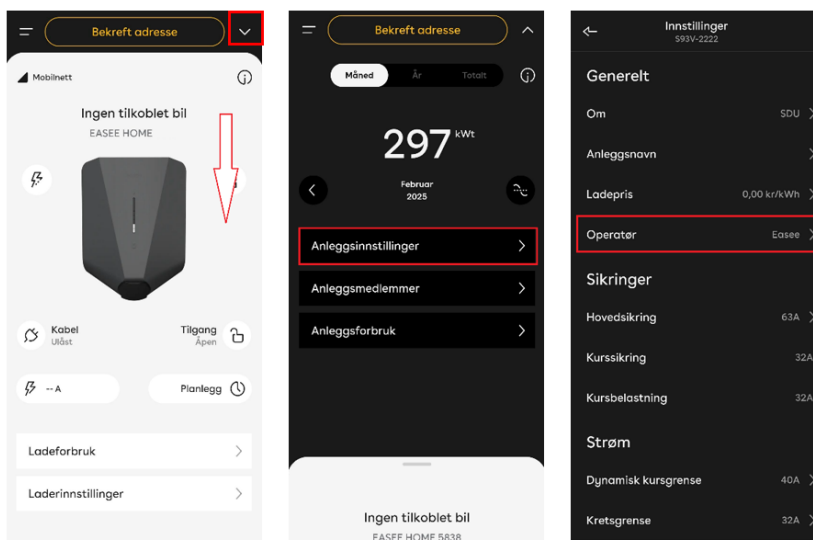 Bekreft adresse
Mobilnett
Ingen tilkoblet bil
EASEE HOME
Kabel
Ulåst
Tilgang
Åpen
-- A
Planlegg
Ladeforbruk
Laderinnstillinger
Bekreft adresse
Måned
År
Totalt
297 kWt
Februar
2025
Anleggsinnstillinger
Anleggsmedlemmer
Anleggsforbruk
Ingen tilkoblet bil
EASEE HOME 5838
Innstillinger
S93V-2222
Generelt
Om SDU
Anleggsnavn
Ladepris 0,00 kr/kWh
Operatør Easee
Sikringer
Hovedsikring 63A
Kurssikring 32A
Kursbelastning 32A
Strøm
Dynamisk kursgrense 40A
Kretsgrense 32A